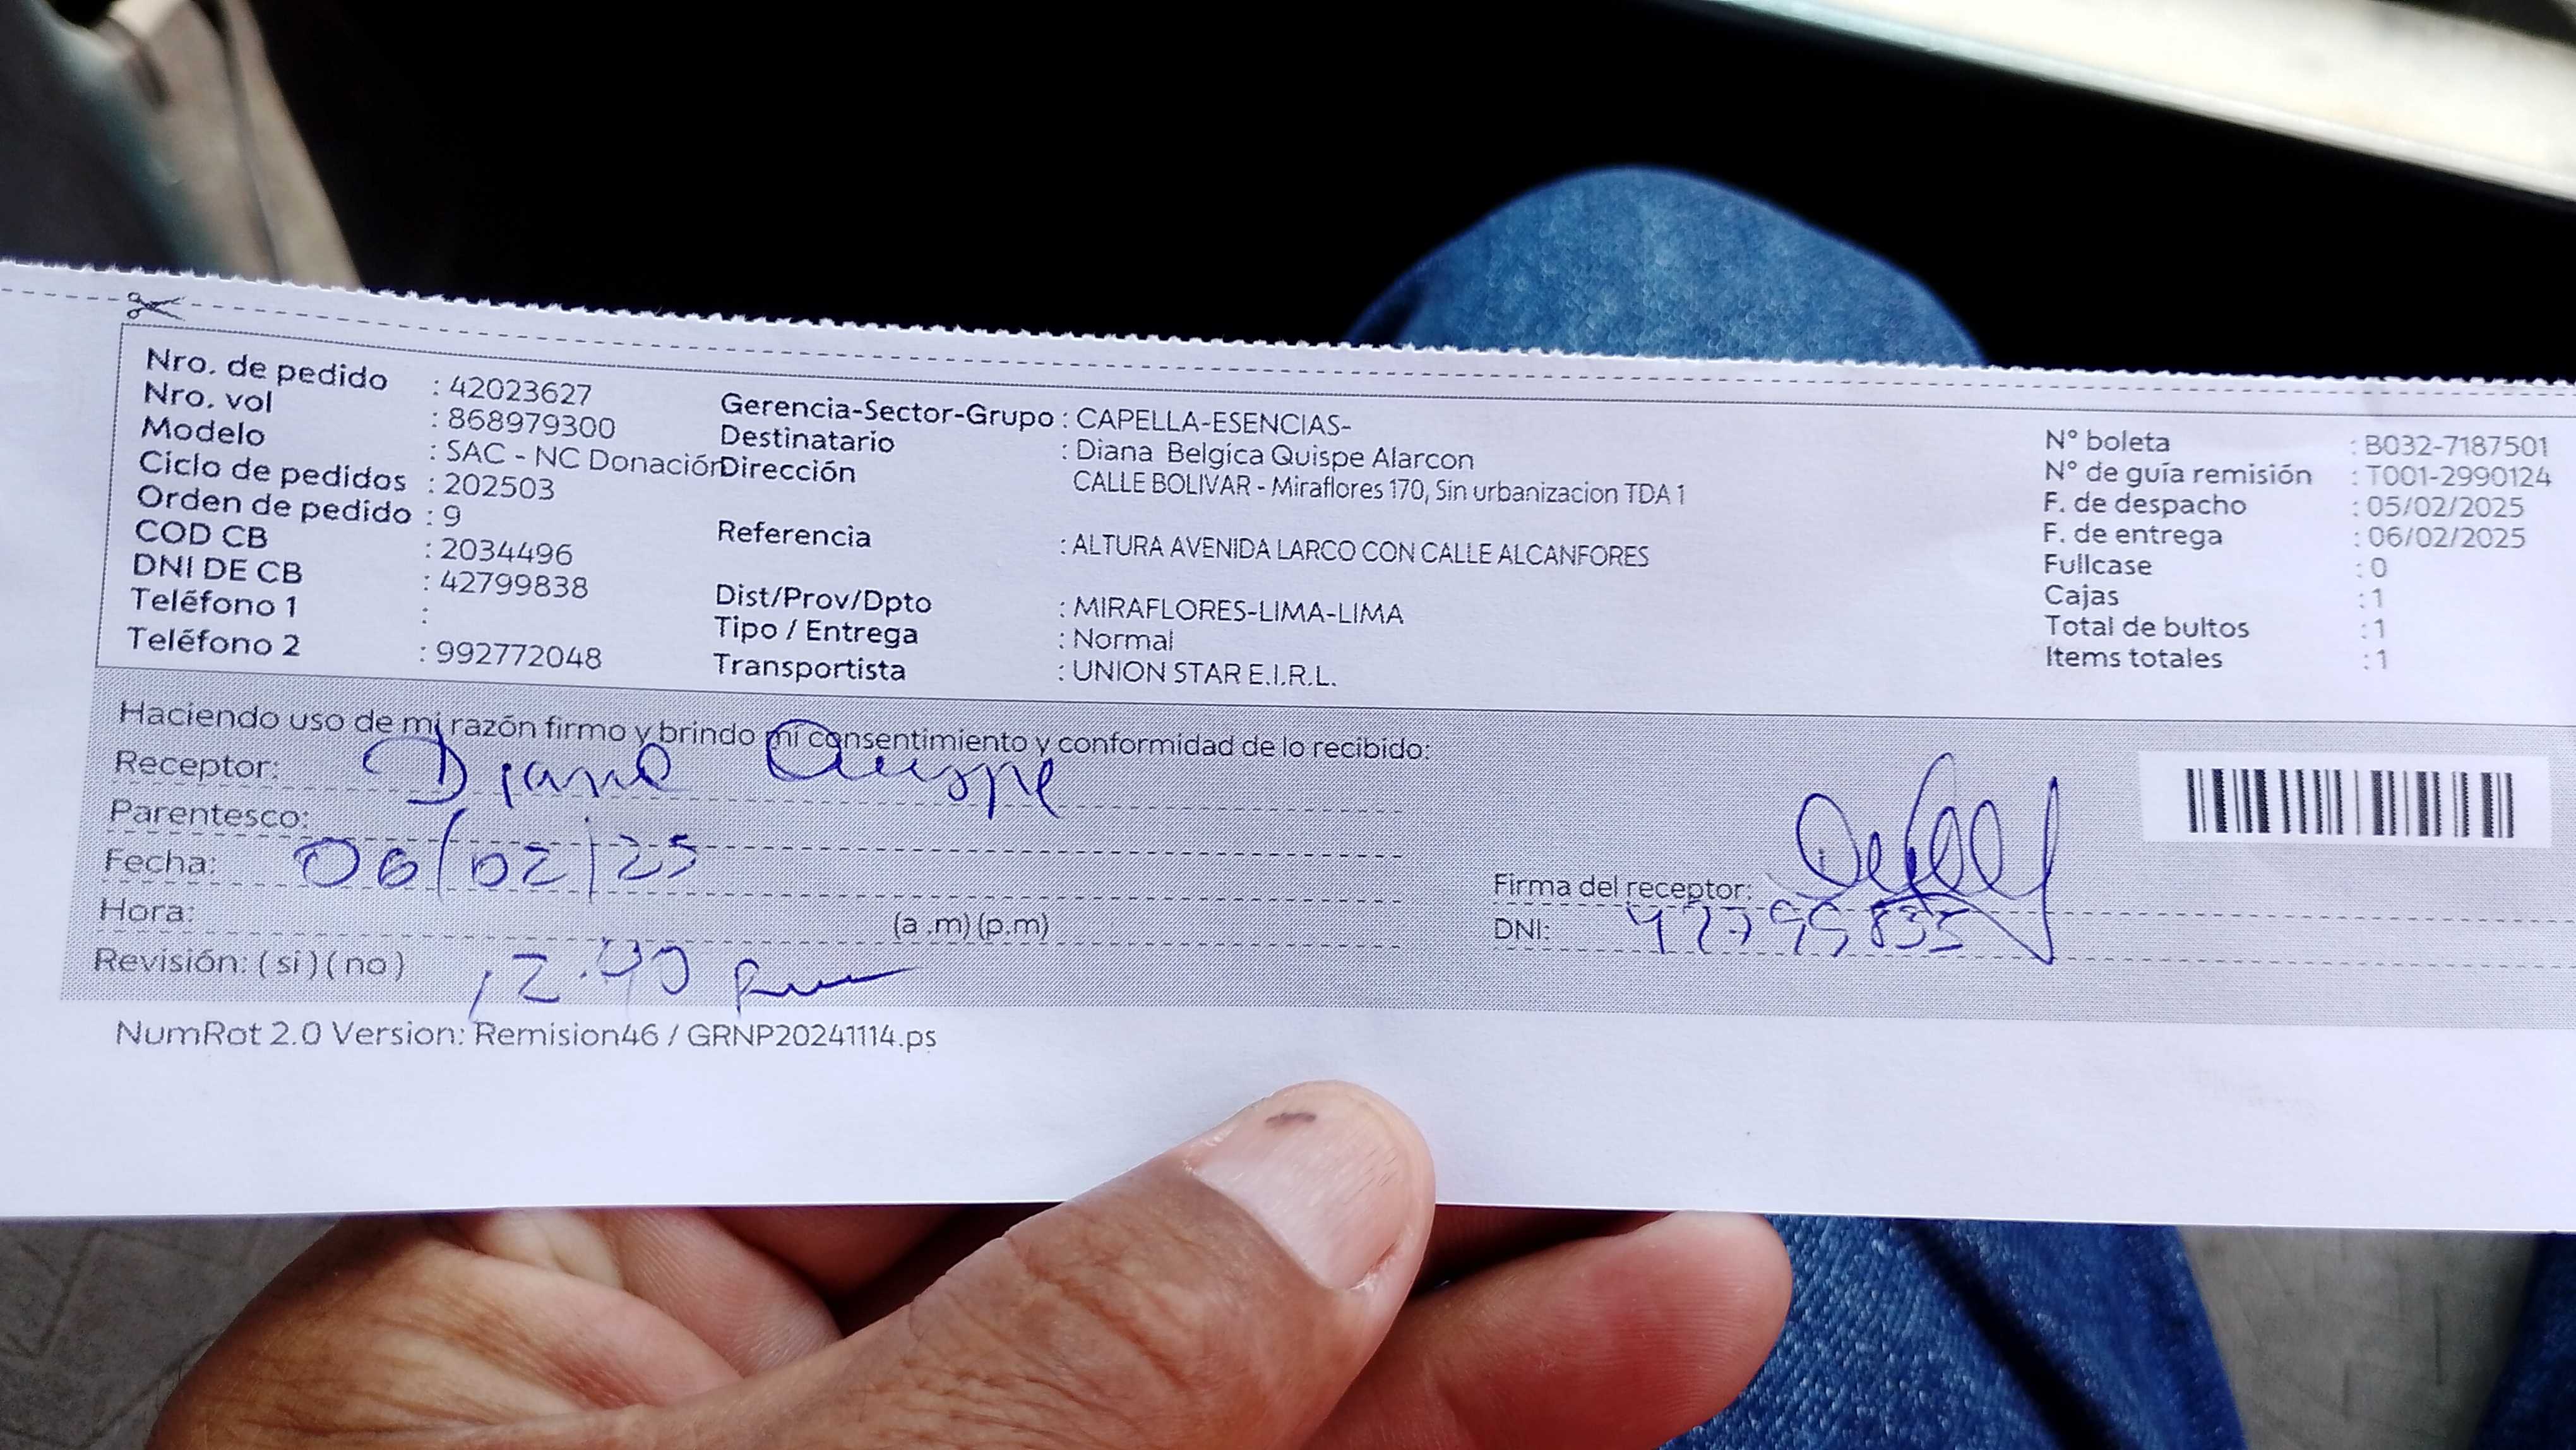 Nro. de pedido : 42023627
Nro. vol : 868979300
Modelo : SAC - NC Donación
Ciclo de pedidos : 202503
Orden de pedido : 9
COD CB : 2034496
DNI DE CB : 42799838
Teléfono 1 :
Teléfono 2 : 992772048
Gerencia-Sector-Grupo : CAPELLA-ESENCIAS-
Destinatario : Diana Belgica Quispe Alarcon
Dirección
CALLE BOLIVAR - Miraflores 170, Sin urbanizacion TDA 1
Referencia : ALTURA AVENIDA LARCO CON CALLE ALCANFORES
Dist/Prov/Dpto : MIRAFLORES-LIMA-LIMA
Tipo / Entrega : Normal
Transportista : UNION STAR E.I.R.L.
N° boleta : B032-7187501
N° de guía remisión : T001-2990124
F. de despacho : 05/02/2025
F. de entrega : 06/02/2025
Fullcase : 0
Cajas : 1
Total de bultos : 1
Items totales : 1
Haciendo uso de mi razón firmo y brindo mi consentimiento y conformidad de lo recibido:
Receptor: Diana Quispe
Parentesco:
Fecha: 06/02/25
Hora: (a .m) (p.m)
Revisión: ( si ) ( no ) 12:40 pm
Firma del receptor:
DNI:
NumRot 2.0 Version: Remision46 / GRNP20241114.ps